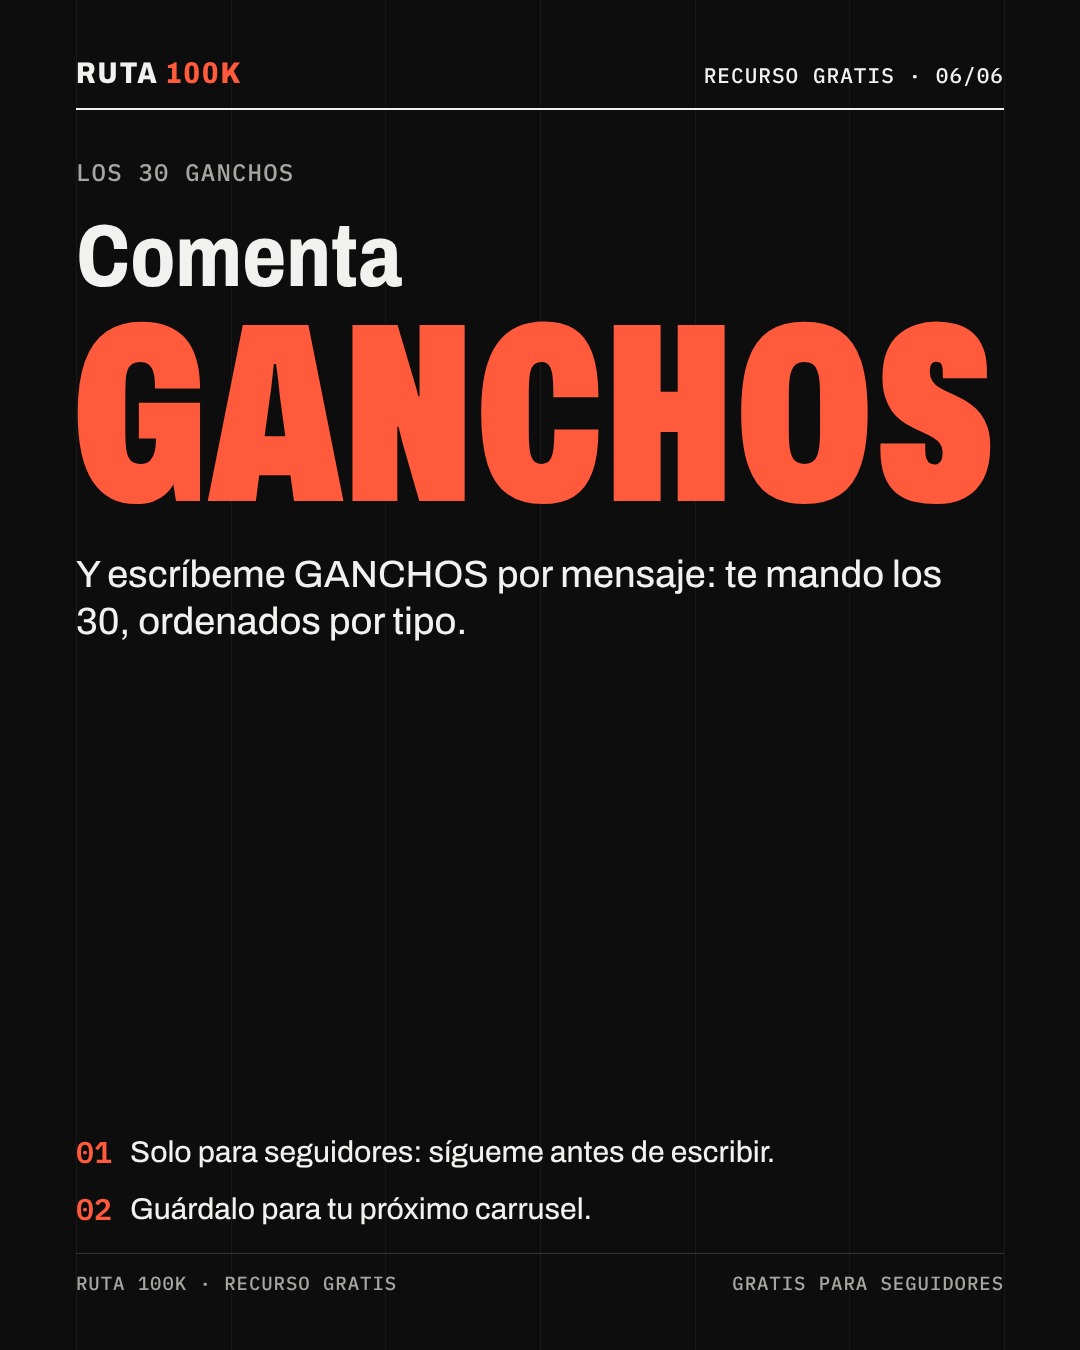 RUTA 100K
RECURSO GRATIS · 06/06
LOS 30 GANCHOS
Comenta
GANCHOS
Y escríbeme GANCHOS por mensaje: te mando los
30, ordenados por tipo.
01 Solo para seguidores: sígueme antes de escribir.
02 Guárdalo para tu próximo carrusel.
RUTA 100K · RECURSO GRATIS
GRATIS PARA SEGUIDORES